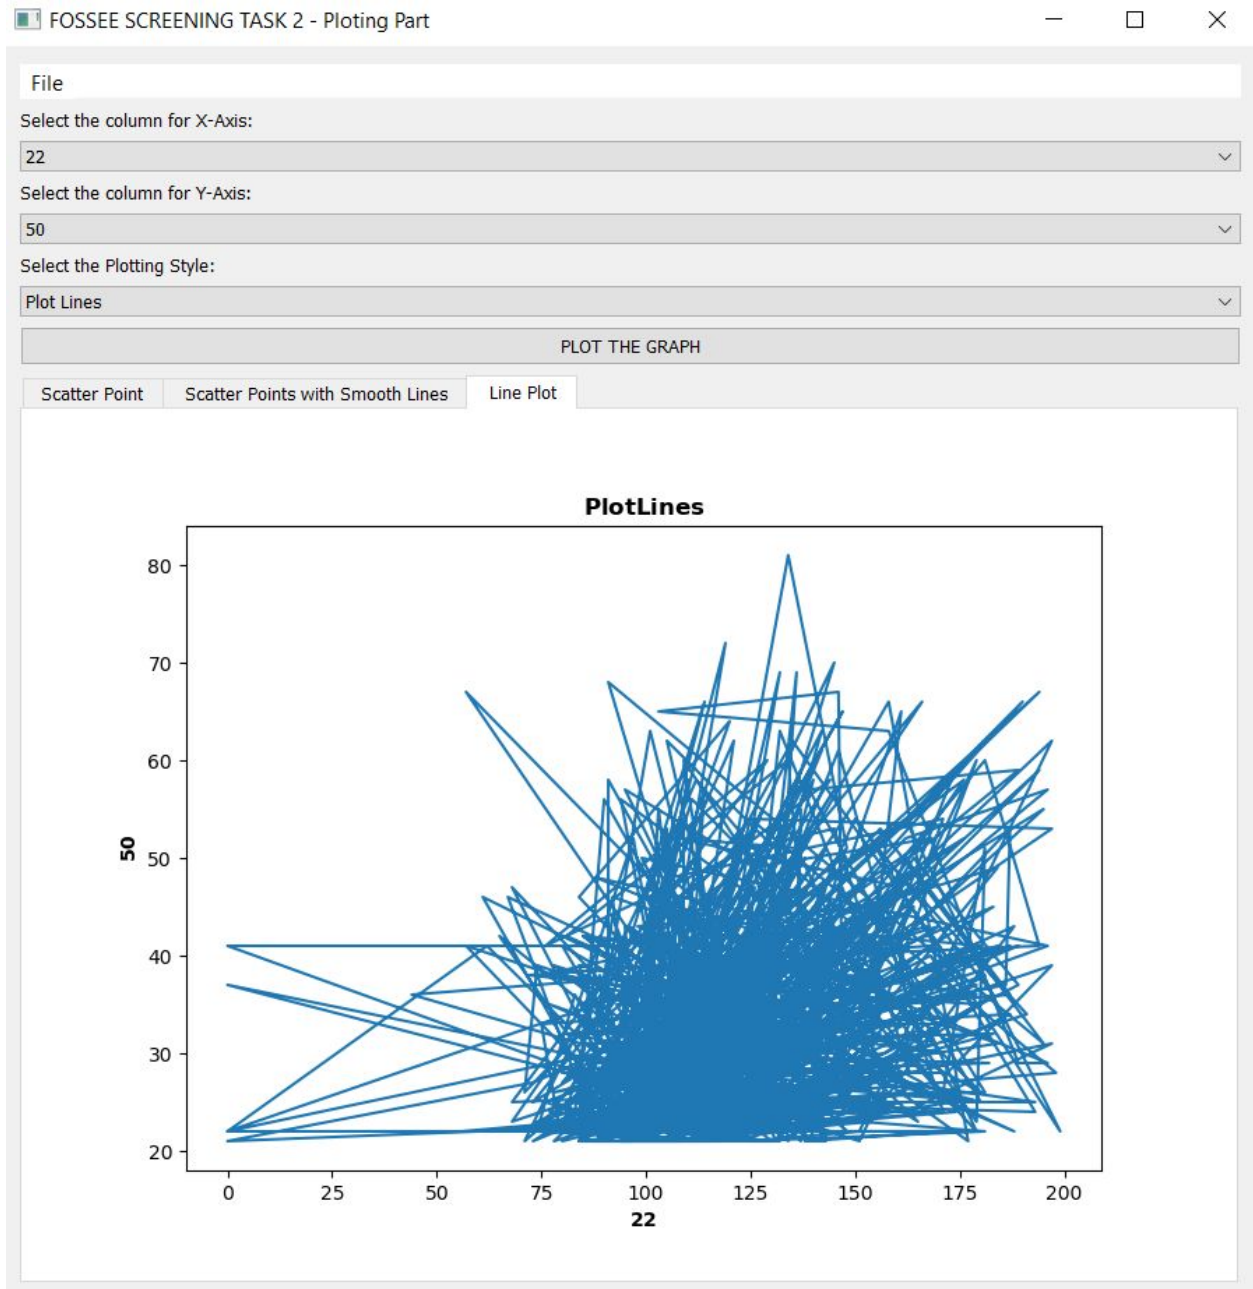 FOSSEE SCREENING TASK 2 - Ploting Part
File
Select the column for X-Axis:
22
Select the column for Y-Axis:
50
Select the Plotting Style:
Plot Lines
PLOT THE GRAPH
Scatter Point Scatter Points with Smooth Lines Line Plot
PlotLines
80
70
60
50
50
40
30
20
0 25 50 75 100 125 150 175 200
22